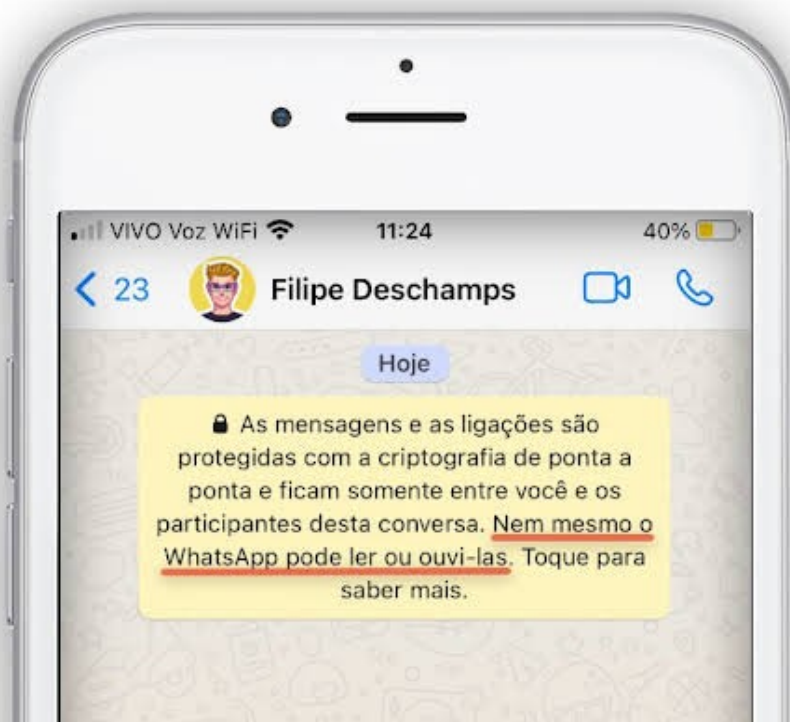 VIVO Voz WiFi 11:24 40%
23 Filipe Deschamps
Hoje
As mensagens e as ligações são
protegidas com a criptografia de ponta a
ponta e ficam somente entre você e os
participantes desta conversa. Nem mesmo o
WhatsApp pode ler ou ouvi-las. Toque para
saber mais.